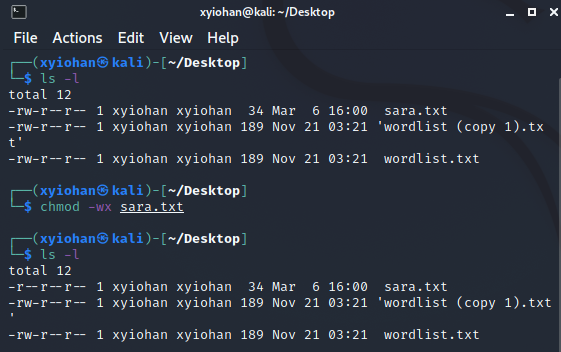 xyiohan@kali: ~/Desktop
File Actions Edit View Help
┌──(xyiohan㉿kali)-[~/Desktop]
└─$ ls -l
total 12
-rw-r--r-- 1 xyiohan xyiohan  34 Mar  6 16:00  sara.txt
-rw-r--r-- 1 xyiohan xyiohan 189 Nov 21 03:21 'wordlist (copy 1).tx
t'
-rw-r--r-- 1 xyiohan xyiohan 189 Nov 21 03:21  wordlist.txt
┌──(xyiohan㉿kali)-[~/Desktop]
└─$ chmod -wx sara.txt
┌──(xyiohan㉿kali)-[~/Desktop]
└─$ ls -l
total 12
-r--r--r-- 1 xyiohan xyiohan  34 Mar  6 16:00  sara.txt
-rw-r--r-- 1 xyiohan xyiohan 189 Nov 21 03:21 'wordlist (copy 1).txt
'
-rw-r--r-- 1 xyiohan xyiohan 189 Nov 21 03:21  wordlist.txt